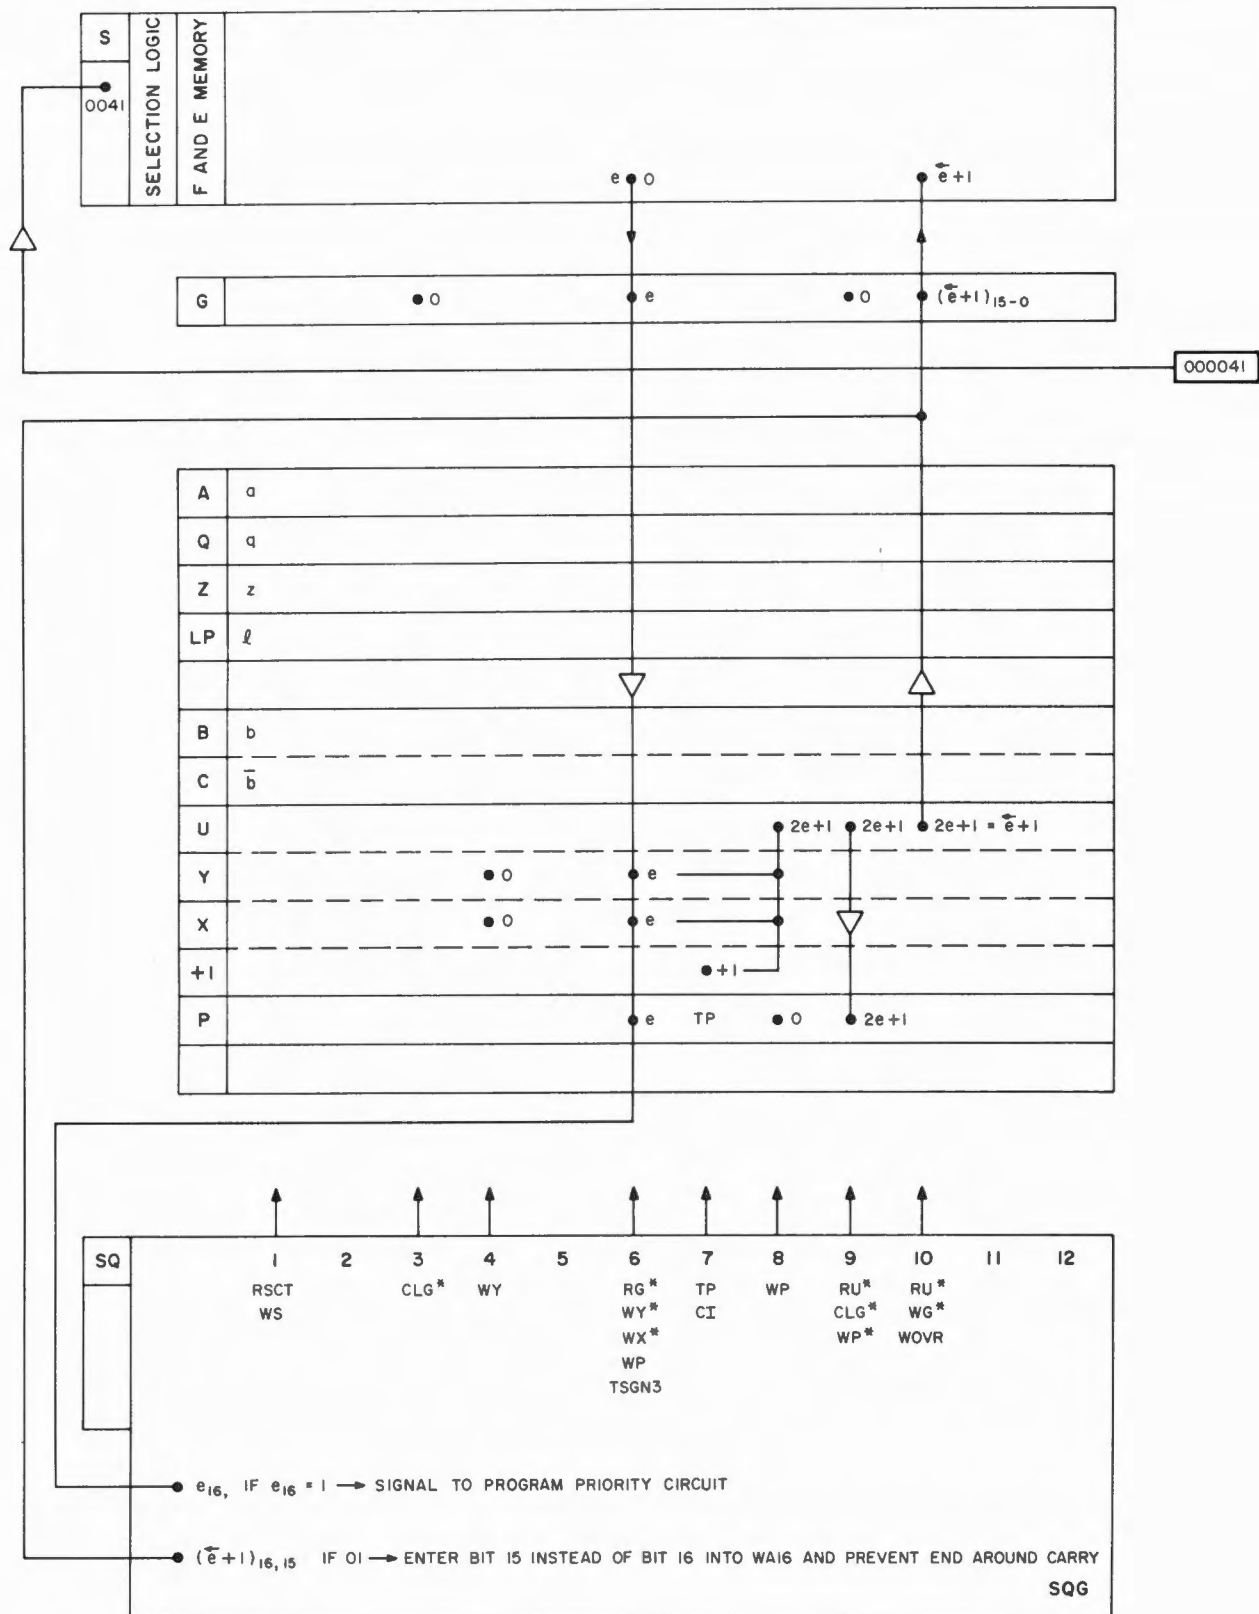 S
SELECTION LOGIC
F AND E MEMORY
0041
e 0
e+1
G
0
e
0
(e+1)15-0
000041
A a
Q q
Z z
LP ℓ
B b
C b̄
U 2e+1 2e+1 2e+1 = e+1
Y 0 e
X 0 e
+1 +1
P e TP 0 2e+1
SQ 1 2 3 4 5 6 7 8 9 10 11 12
RSCT CLG* WY RG* TP WP RU* RU*
WS WY* CI CLG* WG*
WX* WP* WOVR
WP
TSGN3
e16, IF e16 = 1 → SIGNAL TO PROGRAM PRIORITY CIRCUIT
(e+1)16,15 IF 01 → ENTER BIT 15 INSTEAD OF BIT 16 INTO WA16 AND PREVENT END AROUND CARRY
SQG